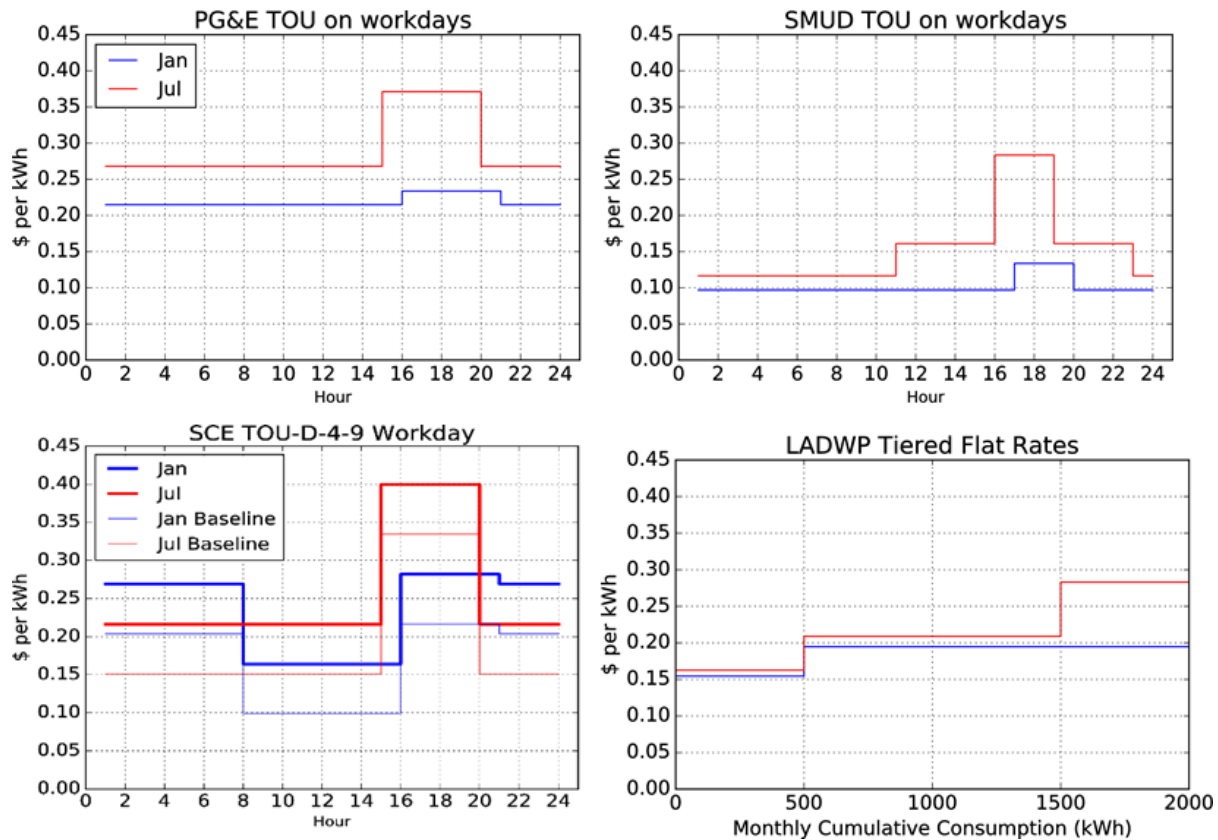 PG&E TOU on workdays
0.45
0.40
0.35
0.30
0.25
0.20
0.15
0.10
0.05
0.00
$ per kWh
Jan
Jul
0 2 4 6 8 10 12 14 16 18 20 22 24
Hour
SMUD TOU on workdays
0.45
0.40
0.35
0.30
0.25
0.20
0.15
0.10
0.05
0.00
$ per kWh
0 2 4 6 8 10 12 14 16 18 20 22 24
Hour
SCE TOU-D-4-9 Workday
0.45
0.40
0.35
0.30
0.25
0.20
0.15
0.10
0.05
0.00
$ per kWh
Jan
Jul
Jan Baseline
Jul Baseline
0 2 4 6 8 10 12 14 16 18 20 22 24
Hour
LADWP Tiered Flat Rates
0.45
0.40
0.35
0.30
0.25
0.20
0.15
0.10
0.05
0.00
$ per kWh
0 500 1000 1500 2000
Monthly Cumulative Consumption (kWh)